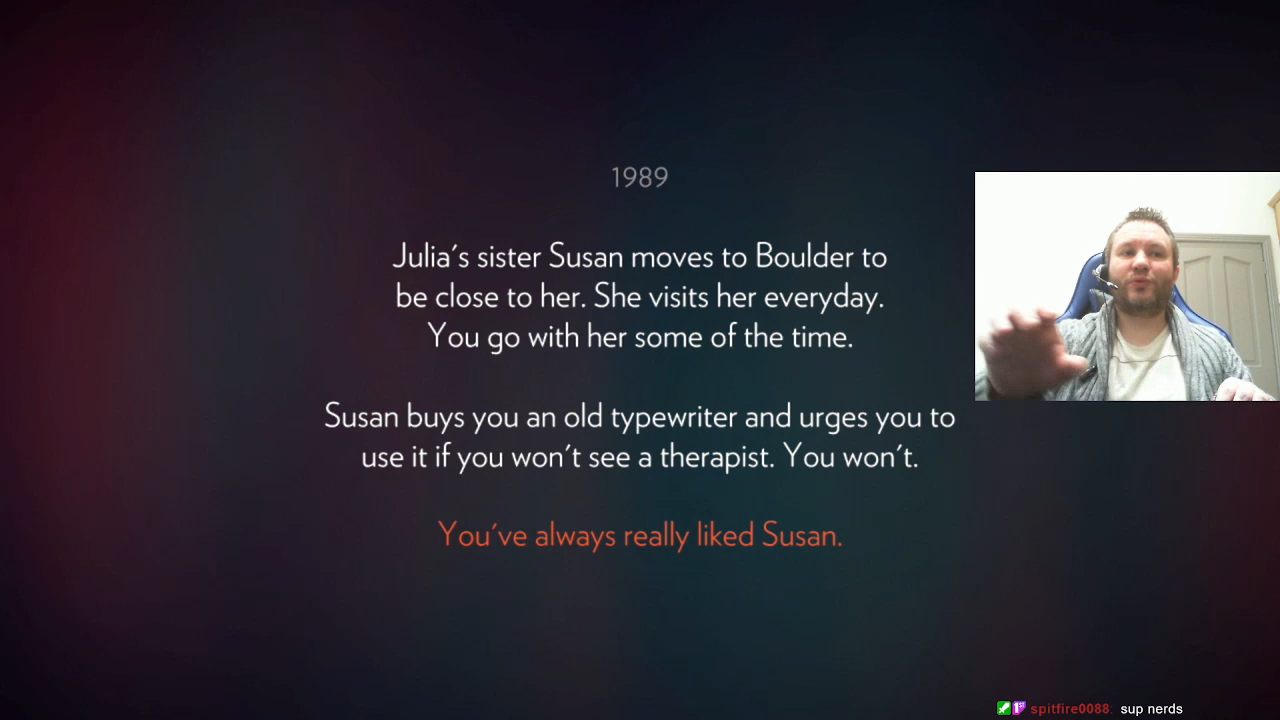 1989
Julia's sister Susan moves to Boulder to
be close to her. She visits her everyday.
You go with her some of the time.
Susan buys you an old typewriter and urges you to
use it if you won't see a therapist. You won't.
You've always really liked Susan.
spitfire0088: sup nerds